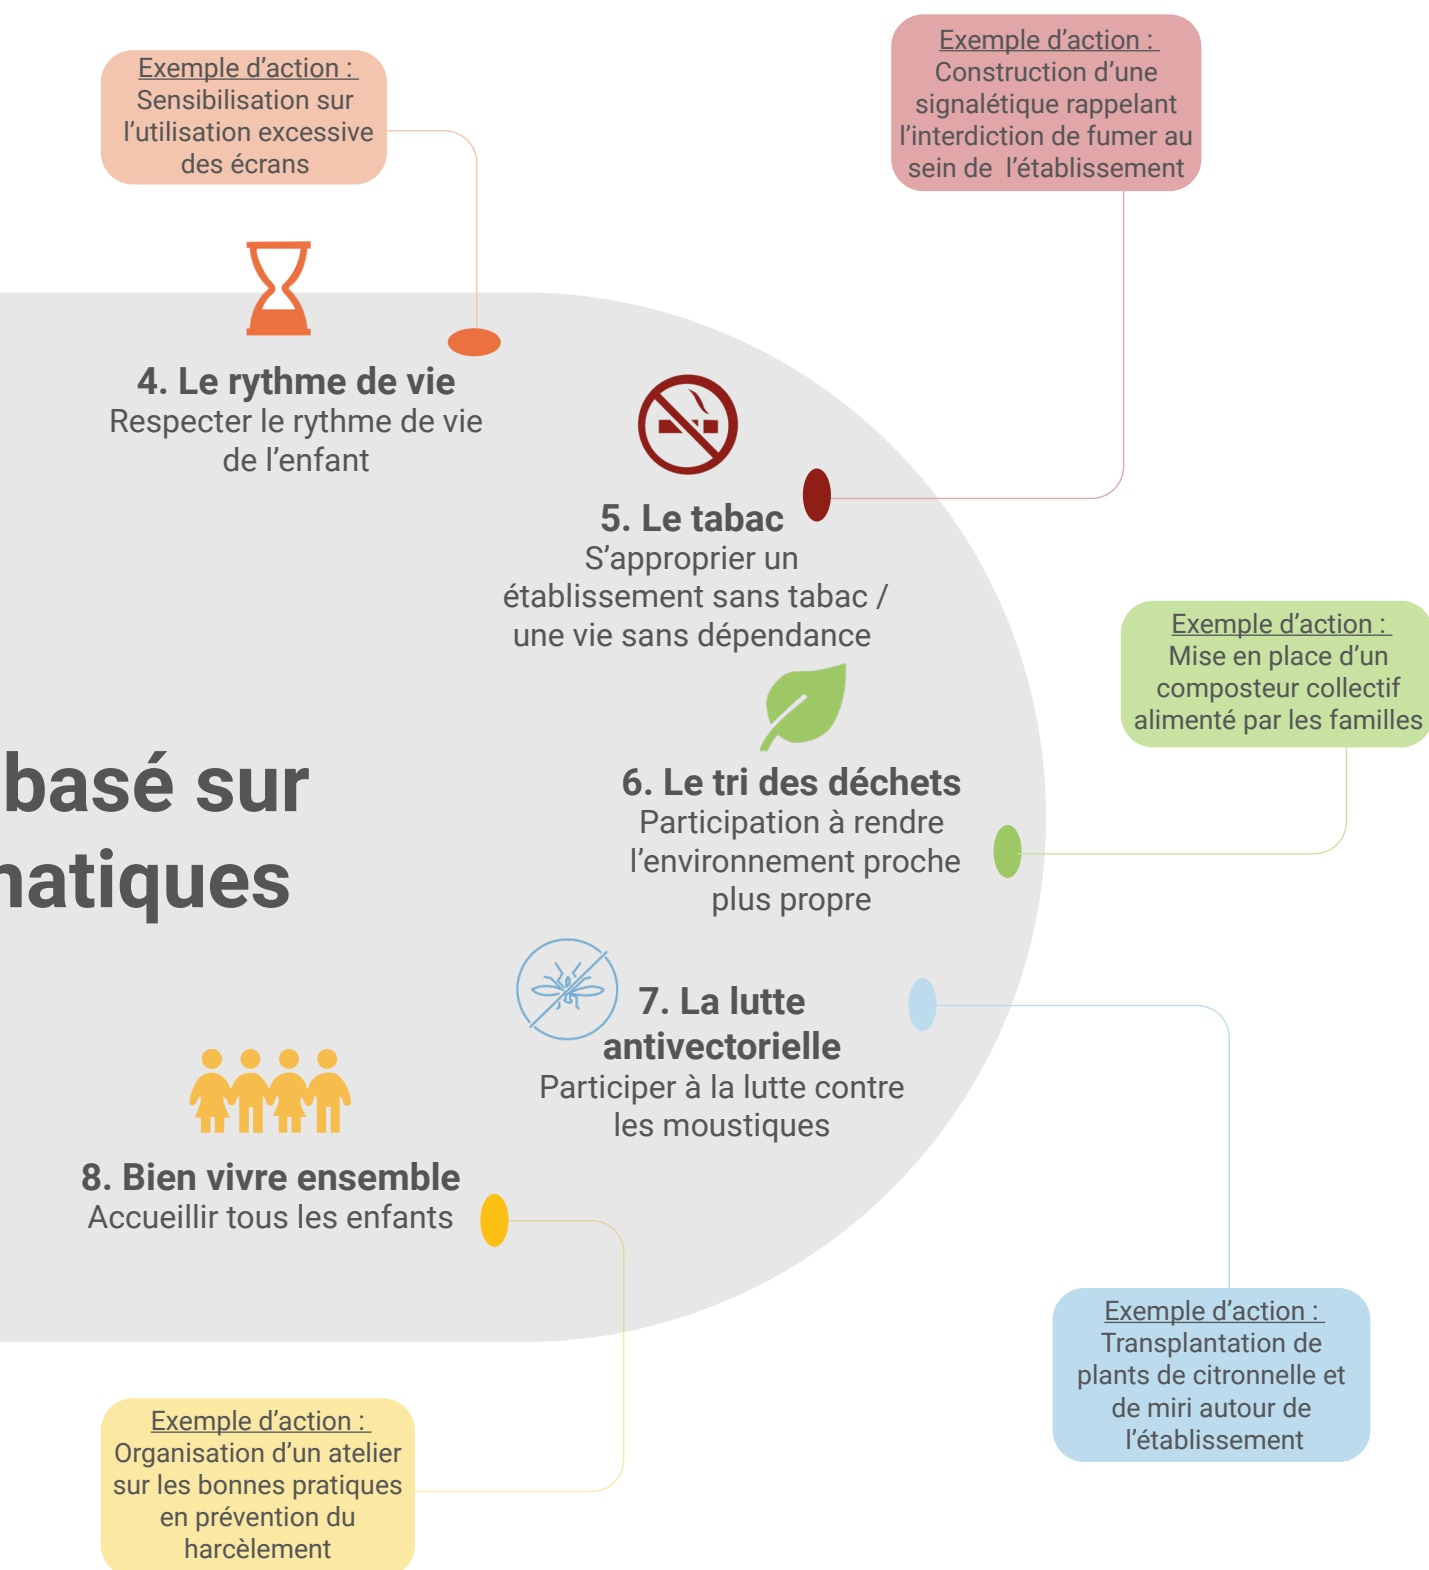 Exemple d'action :
Sensibilisation sur
l'utilisation excessive
des écrans
Exemple d'action :
Construction d'une
signalétique rappelant
l'interdiction de fumer au
sein de l'établissement
4. Le rythme de vie
Respecter le rythme de vie
de l'enfant
5. Le tabac
S'approprier un
établissement sans tabac /
une vie sans dépendance
Exemple d'action :
Mise en place d'un
composteur collectif
alimenté par les familles
basé sur
matiques
6. Le tri des déchets
Participation à rendre
l'environnement proche
plus propre
7. La lutte
antivectorielle
Participer à la lutte contre
les moustiques
8. Bien vivre ensemble
Accueillir tous les enfants
Exemple d'action :
Transplantation de
plants de citronnelle et
de miri autour de
l'établissement
Exemple d'action :
Organisation d'un atelier
sur les bonnes pratiques
en prévention du
harcèlement